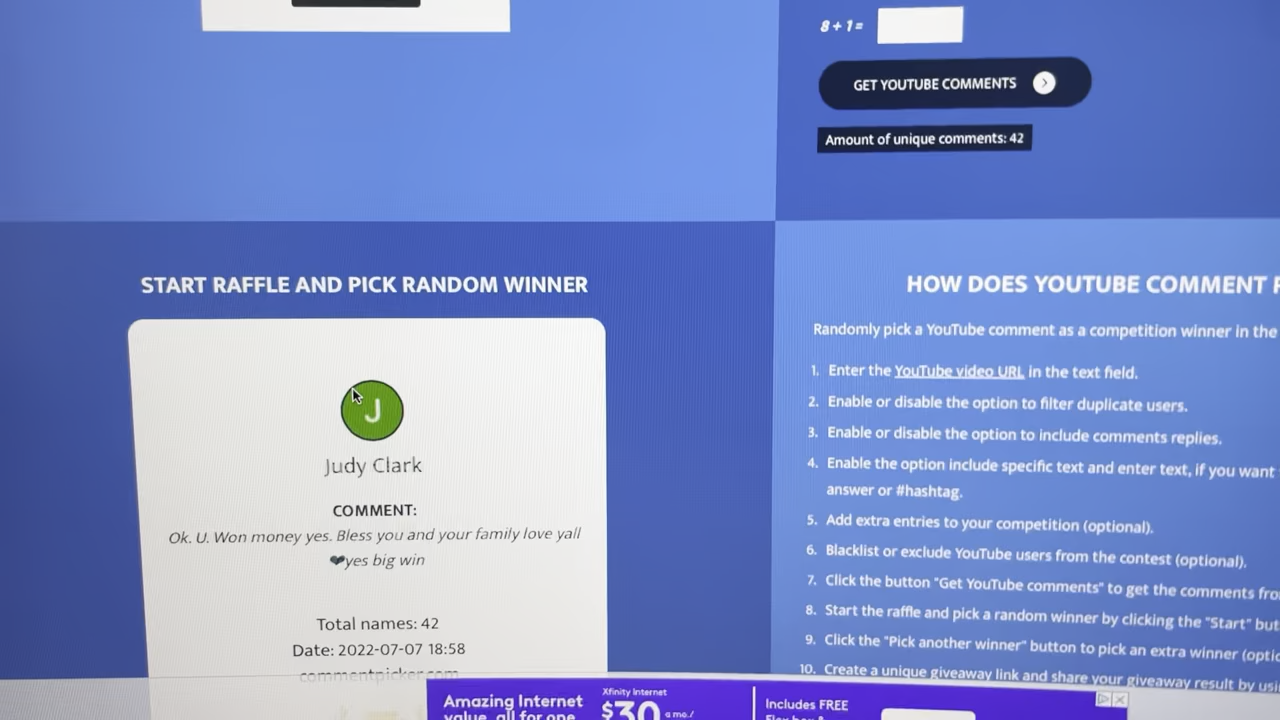 8 + 1 =
GET YOUTUBE COMMENTS
Amount of unique comments: 42
START RAFFLE AND PICK RANDOM WINNER
J
Judy Clark
COMMENT:
Ok. U. Won money yes. Bless you and your family love yall
❤yes big win
Total names: 42
Date: 2022-07-07 18:58
commentpicker.com
HOW DOES YOUTUBE COMMENT
Randomly pick a YouTube comment as a competition winner in the
1. Enter the YouTube video URL in the text field.
2. Enable or disable the option to filter duplicate users.
3. Enable or disable the option to include comments replies.
4. Enable the option include specific text and enter text, if you want
answer or #hashtag.
5. Add extra entries to your competition (optional).
6. Blacklist or exclude YouTube users from the contest (optional).
7. Click the button "Get YouTube comments" to get the comments
8. Start the raffle and pick a random winner by clicking the "Start"
9. Click the "Pick another winner" button to pick an extra winner
10. Create a unique giveaway link and share your giveaway result by
Amazing Internet
value, all for one
Xfinity Internet
$30 a mo./
Includes FREE